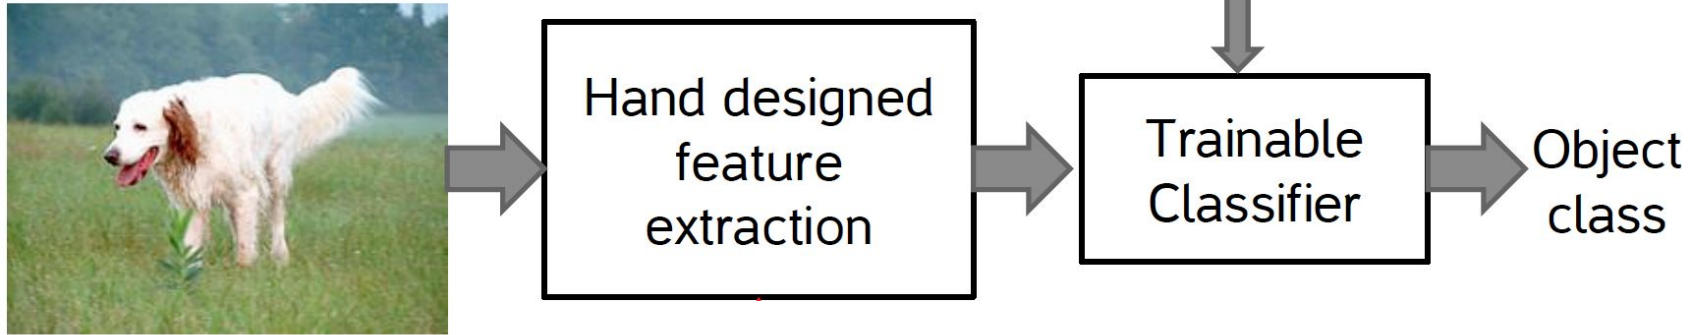 Hand designed
feature
extraction
Trainable
Classifier
Object
class